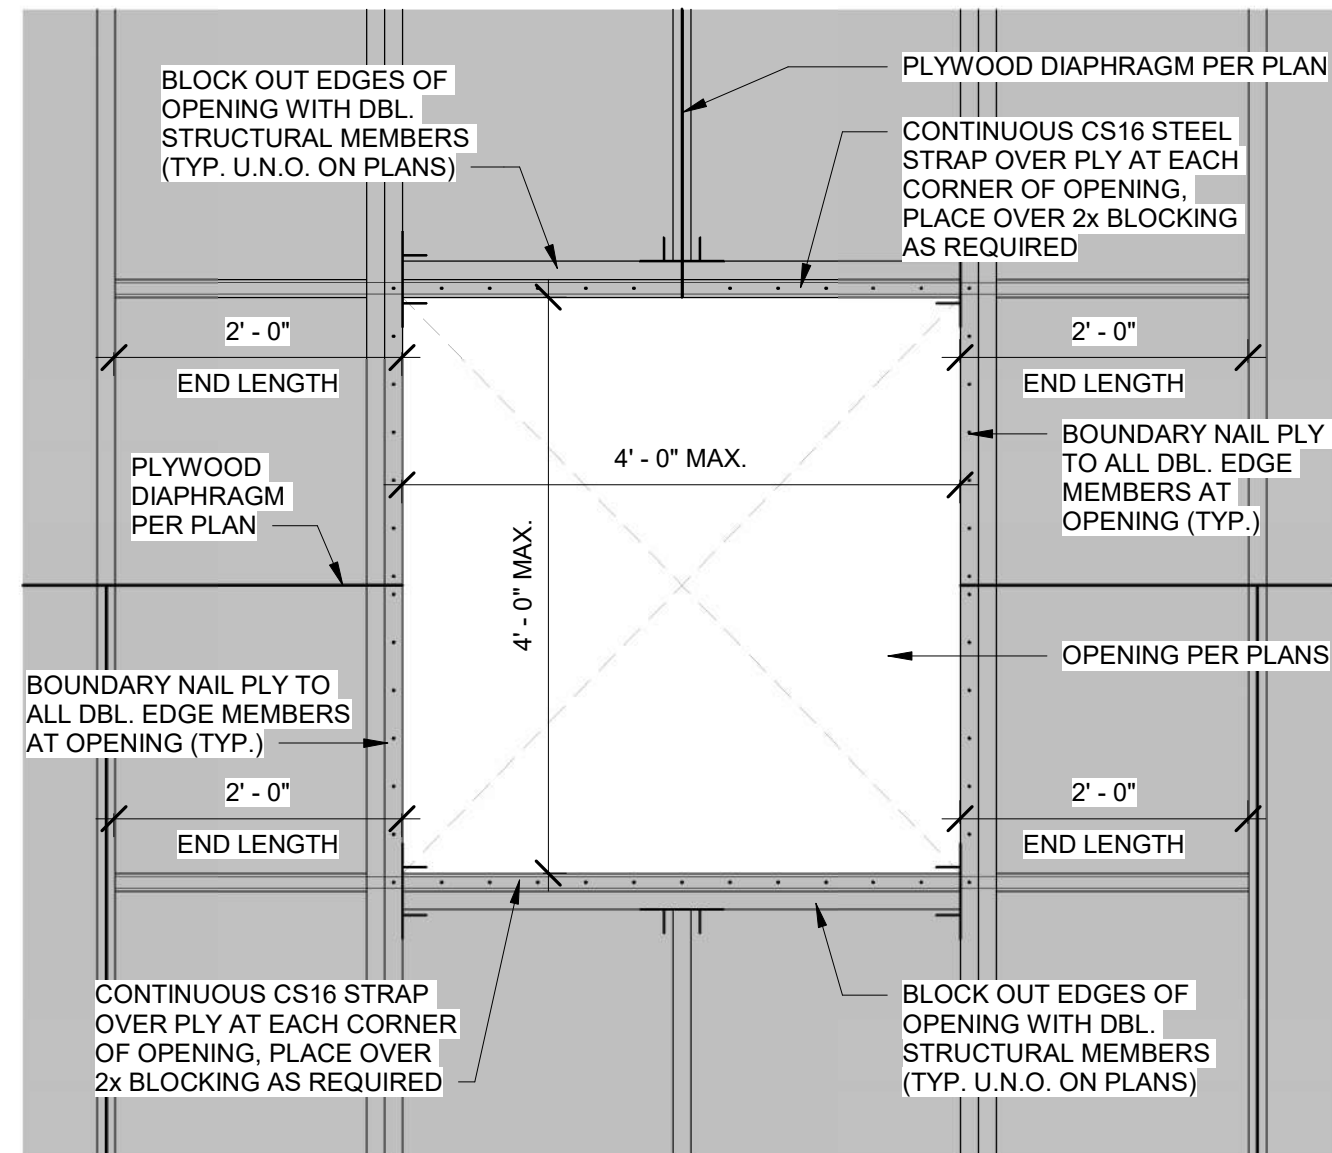 BLOCK OUT EDGES OF
OPENING WITH DBL.
STRUCTURAL MEMBERS
(TYP. U.N.O. ON PLANS)
PLYWOOD DIAPHRAGM PER PLAN
CONTINUOUS CS16 STEEL
STRAP OVER PLY AT EACH
CORNER OF OPENING,
PLACE OVER 2x BLOCKING
AS REQUIRED
2' - 0"
END LENGTH
2' - 0"
END LENGTH
PLYWOOD
DIAPHRAGM
PER PLAN
4' - 0" MAX.
4' - 0" MAX.
BOUNDARY NAIL PLY
TO ALL DBL. EDGE
MEMBERS AT
OPENING (TYP.)
OPENING PER PLANS
BOUNDARY NAIL PLY TO
ALL DBL. EDGE MEMBERS
AT OPENING (TYP.)
2' - 0"
END LENGTH
2' - 0"
END LENGTH
CONTINUOUS CS16 STRAP
OVER PLY AT EACH CORNER
OF OPENING, PLACE OVER
2x BLOCKING AS REQUIRED
BLOCK OUT EDGES OF
OPENING WITH DBL.
STRUCTURAL MEMBERS
(TYP. U.N.O. ON PLANS)